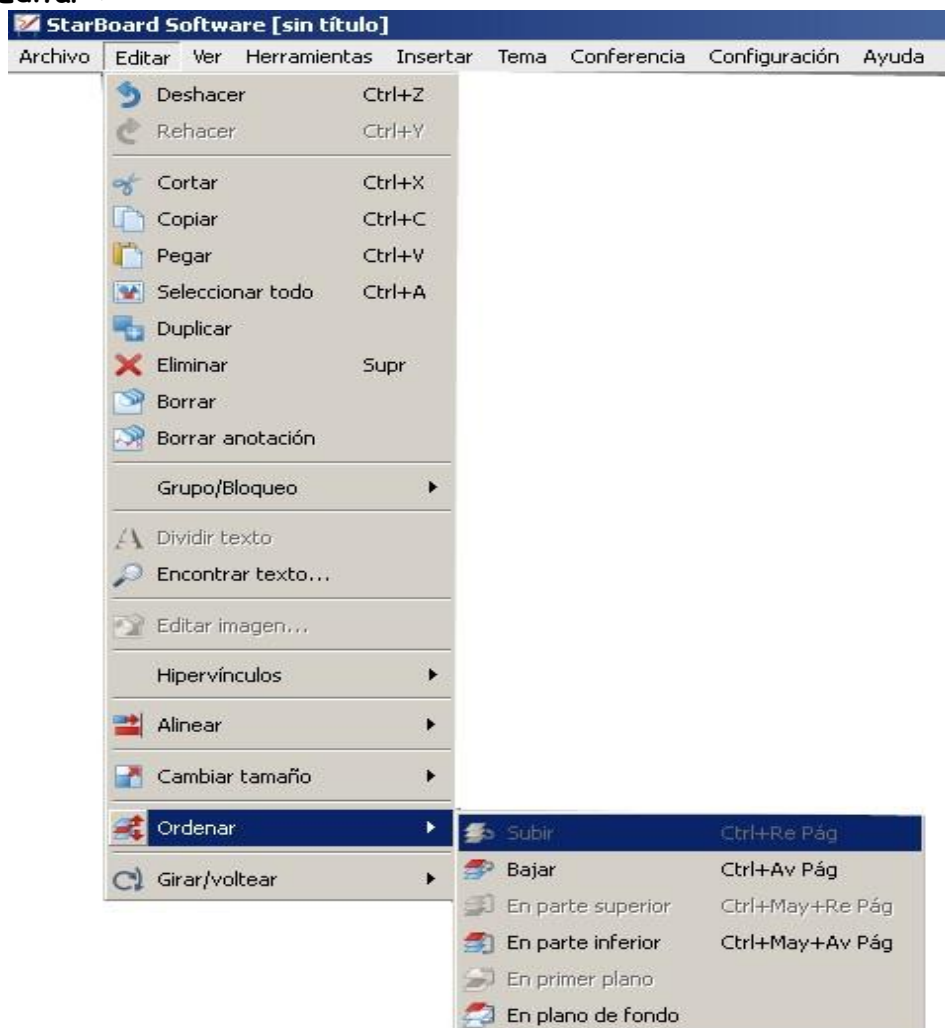 StarBoard Software [sin título]
Archivo Editar Ver Herramientas Insertar Tema Conferencia Configuración Ayuda
Deshacer Ctrl+Z
Rehacer Ctrl+Y
Cortar Ctrl+X
Copiar Ctrl+C
Pegar Ctrl+V
Seleccionar todo Ctrl+A
Duplicar
Eliminar Supr
Borrar
Borrar anotación
Grupo/Bloqueo
Dividir texto
Encontrar texto...
Editar imagen...
Hipervínculos
Alinear
Cambiar tamaño
Ordenar
Subir Ctrl+Re Pág
Bajar Ctrl+Av Pág
Girar/voltear
En parte superior Ctrl+May+Re Pág
En parte inferior Ctrl+May+Av Pág
En primer plano
En plano de fondo